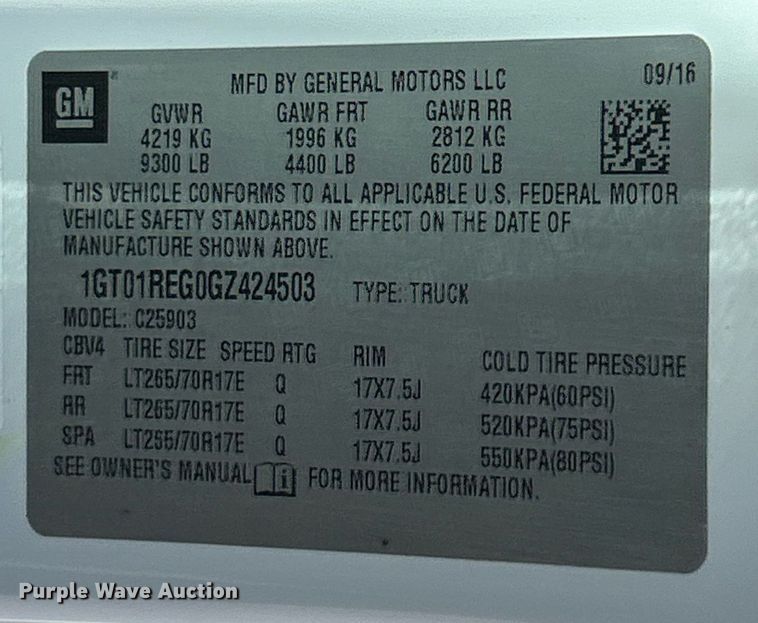 GM
MFD BY GENERAL MOTORS LLC 09/16
GVWR GAWR FRT GAWR RR
4219 KG 1996 KG 2812 KG
9300 LB 4400 LB 6200 LB
THIS VEHICLE CONFORMS TO ALL APPLICABLE U.S. FEDERAL MOTOR
VEHICLE SAFETY STANDARDS IN EFFECT ON THE DATE OF
MANUFACTURE SHOWN ABOVE.
1GT01REG0GZ424503 TYPE: TRUCK
MODEL: C25903
CBV4 TIRE SIZE SPEED RTG RIM COLD TIRE PRESSURE
FRT LT265/70R17E Q 17X7.5J 420KPA(60PSI)
RR LT265/70R17E Q 17X7.5J 520KPA(75PSI)
SPA LT265/70R17E Q 17X7.5J 550KPA(80PSI)
SEE OWNER'S MANUAL i FOR MORE INFORMATION.
Purple Wave Auction